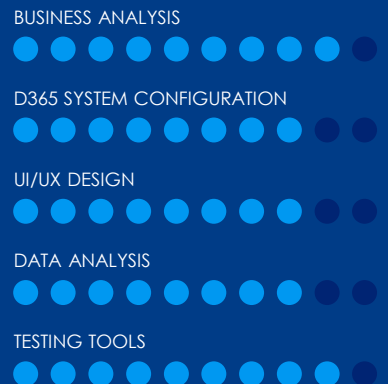 BUSINESS ANALYSIS
D365 SYSTEM CONFIGURATION
UI/UX DESIGN
DATA ANALYSIS
TESTING TOOLS